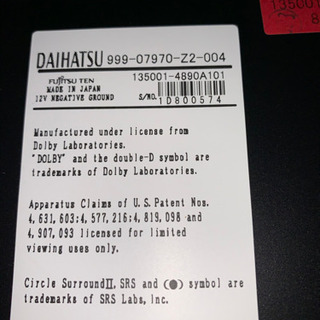 135001
8
DAIHATSU 999-07970-Z2-004
FUJITSU TEN 135001-4890A101
MADE IN JAPAN
12V NEGATIVE GROUND S/NO. 1D800574
Manufactured under license from
Dolby Laboratories.
"DOLBY" and the double-D symbol are
trademarks of Dolby Laboratories.
Apparatus Claims of U.S. Patent Nos.
4, 631, 603:4, 577, 216:4, 819, 098 and
4, 907, 093 licensed for limited
viewing uses only.
Circle SurroundⅡ, SRS and (●) symbol are
trademarks of SRS Labs, Inc.